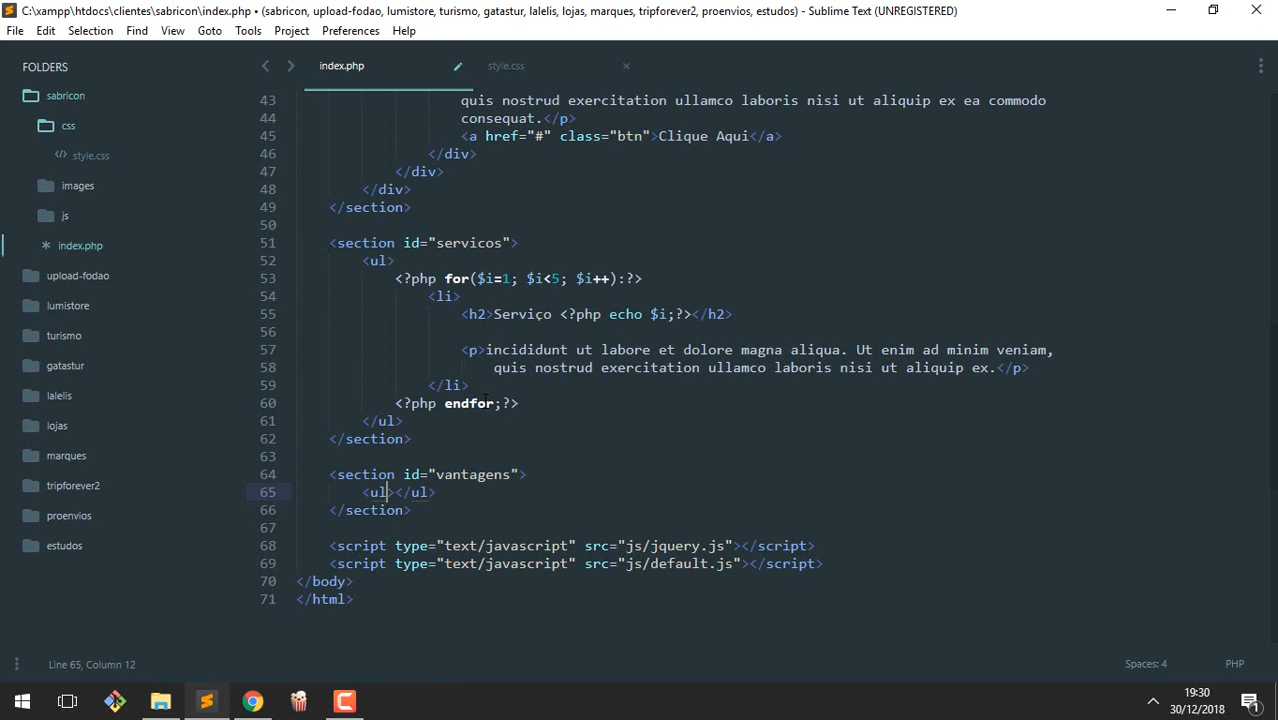 C:\xampp\htdocs\clientes\sabricon\index.php • (sabricon, upload-fodao, lumistore, turismo, gatastur, lalelis, lojas, marques, tripforever2, proenvios, estudos) - Sublime Text (UNREGISTERED)
File Edit Selection Find View Goto Tools Project Preferences Help
FOLDERS
sabricon
css
style.css
images
js
index.php
upload-fodao
lumistore
turismo
gatastur
lalelis
lojas
marques
tripforever2
proenvios
estudos
index.php style.css
43 quis nostrud exercitation ullamco laboris nisi ut aliquip ex ea commodo
44 consequat.</p>
45 <a href="#" class="btn">Clique Aqui</a>
46 </div>
47 </div>
48 </div>
49 </section>
50
51 <section id="servicos">
52 <ul>
53 <?php for($i=1; $i<5; $i++):?>
54 <li>
55 <h2>Serviço <?php echo $i;?></h2>
56
57 <p>incididunt ut labore et dolore magna aliqua. Ut enim ad minim veniam,
58 quis nostrud exercitation ullamco laboris nisi ut aliquip ex.</p>
59 </li>
60 <?php endfor;?>
61 </ul>
62 </section>
63
64 <section id="vantagens">
65 <ul></ul>
66 </section>
67
68 <script type="text/javascript" src="js/jquery.js"></script>
69 <script type="text/javascript" src="js/default.js"></script>
70 </body>
71 </html>
Line 65, Column 12 Spaces: 4 PHP
19:30
30/12/2018
1